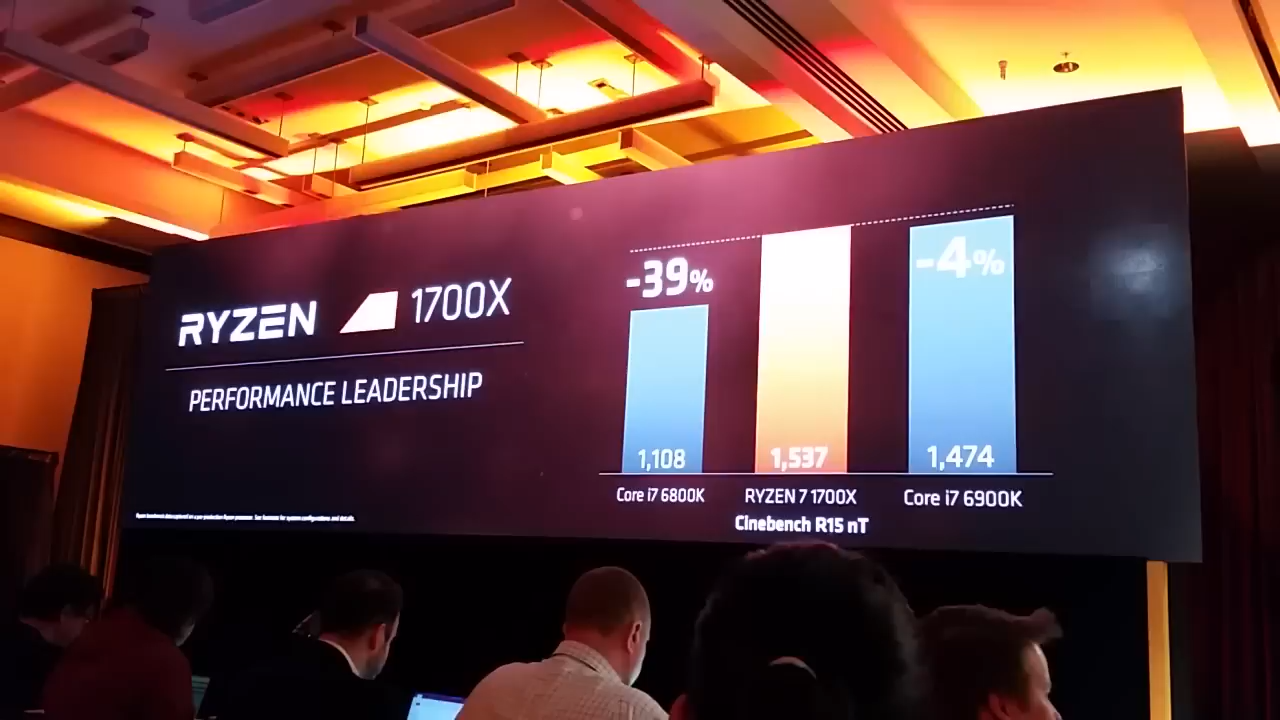 RYZEN 1700X
PERFORMANCE LEADERSHIP
-39%
-4%
1,108
1,537
1,474
Core i7 6800K
RYZEN 7 1700X
Core i7 6900K
Cinebench R15 nT